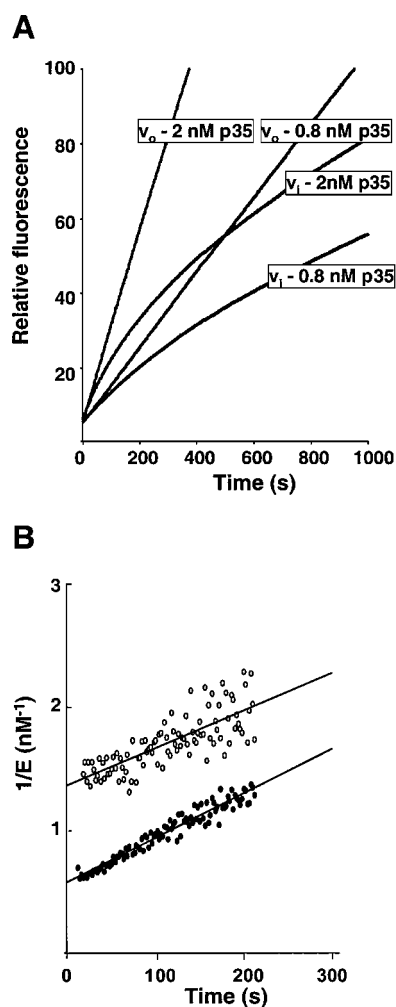 A
100
80
60
40
20
Relative fluorescence
v₀ - 2 nM p35
v₀ - 0.8 nM p35
vᵢ - 2nM p35
vᵢ - 0.8 nM p35
0 200 400 600 800 1000
Time (s)
B
3
2
1
1/E (nM⁻¹)
0 100 200 300
Time (s)